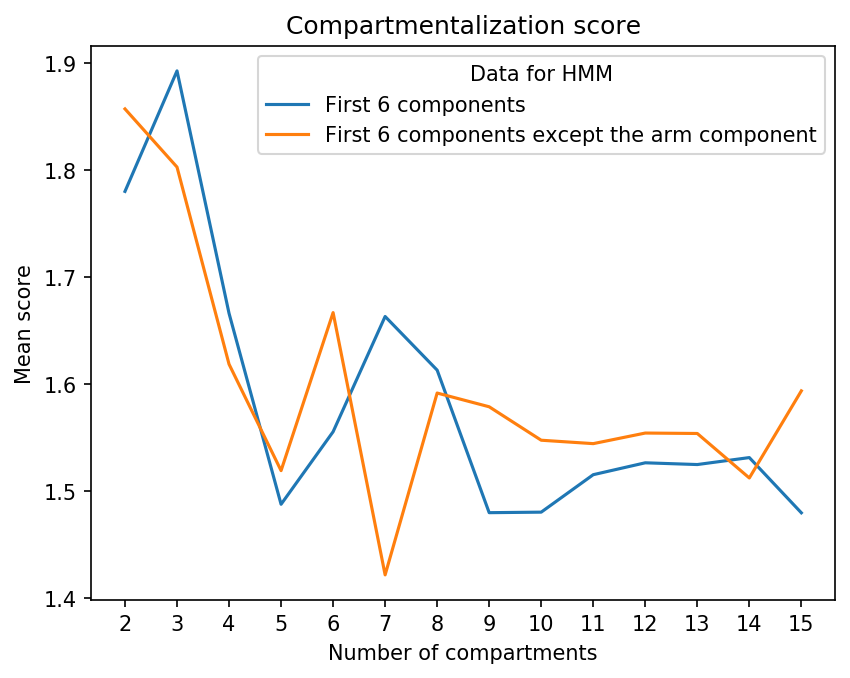 Compartmentalization score
Data for HMM
First 6 components
First 6 components except the arm component
Mean score
1.9
1.8
1.7
1.6
1.5
1.4
2 3 4 5 6 7 8 9 10 11 12 13 14 15
Number of compartments